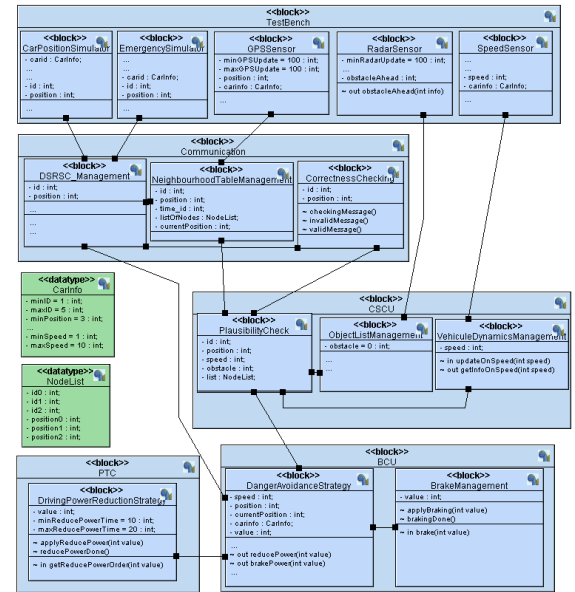 <<block>>
TestBench
<<block>>
CarPositionSimulator
- carid : CarInfo;
...
...
- id : int;
- position : int;
...
<<block>>
EmergencySimulator
...
...
- carid : CarInfo;
- id : int;
- position : int;
...
<<block>>
GPSSensor
- minGPSUpdate = 100 : int;
- maxGPSUpdate = 100 : int;
- position : int;
- carinfo : CarInfo;
...
<<block>>
RadarSensor
- minRadarUpdate = 100 : int;
...
- obstacleAhead : int;
~ out obstacleAhead(int info)
<<block>>
SpeedSensor
...
...
- speed : int;
- carinfo : CarInfo;
...
<<block>>
Communication
<<block>>
DSRSC_Management
- id : int;
- position : int;
...
...
<<block>>
NeighbourhoodTableManagement
- id : int;
- position : int;
- time_id : int;
- listOfNodes : NodeList;
- currentPosition : int;
<<block>>
CorrectnessChecking
- id : int;
- position : int;
~ checkingMessage()
~ invalidMessage()
~ validMessage()
<<datatype>>
CarInfo
- minID = 1 : int;
- maxID = 5 : int;
- minPosition = 3 : int;
...
- minSpeed = 1 : int;
- maxSpeed = 10 : int;
<<datatype>>
NodeList
- id0 : int;
- id1 : int;
- id2 : int;
- position0 : int;
- position1 : int;
- position2 : int;
<<block>>
CSCU
<<block>>
PlausibilityCheck
- id : int;
- position : int;
- speed : int;
- obstacle : int;
- list : NodeList;
<<block>>
ObjectListManagement
- obstacle = 0 : int;
...
...
<<block>>
VehiculeDynamicsManagement
- speed : int;
~ in updateOnSpeed(int speed)
~ out getInfoOnSpeed(int speed)
<<block>>
PTC
<<block>>
DrivingPowerReductionStrategy
- value : int;
- minReducePowerTime = 10 : int;
- maxReducePowerTime = 20 : int;
~ applyReducePower(int value)
~ reducePowerDone()
~ in getReducePowerOrder(int value)
<<block>>
BCU
<<block>>
DangerAvoidanceStrategy
- speed : int;
- position : int;
- currentPosition : int;
- carinfo : CarInfo;
- value : int;
...
~ out reducePower(int value)
~ out brakePower(int value)
...
<<block>>
BrakeManagement
- value : int;
~ applyBraking(int value)
~ brakingDone()
~ in brake(int value)